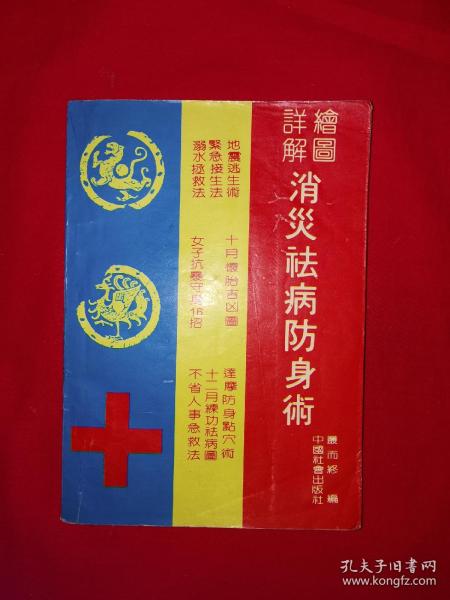 繪圖
詳解
消災祛病防身術
叢而終 編
中國社會出版社
地震逃生術
緊急接生法
溺水拯救法
十月懷胎吉凶圖
女子抗暴守身16招
達摩防身點穴術
十二月練功祛病圖
不省人事急救法
孔夫子旧书网
www.kongfz.com